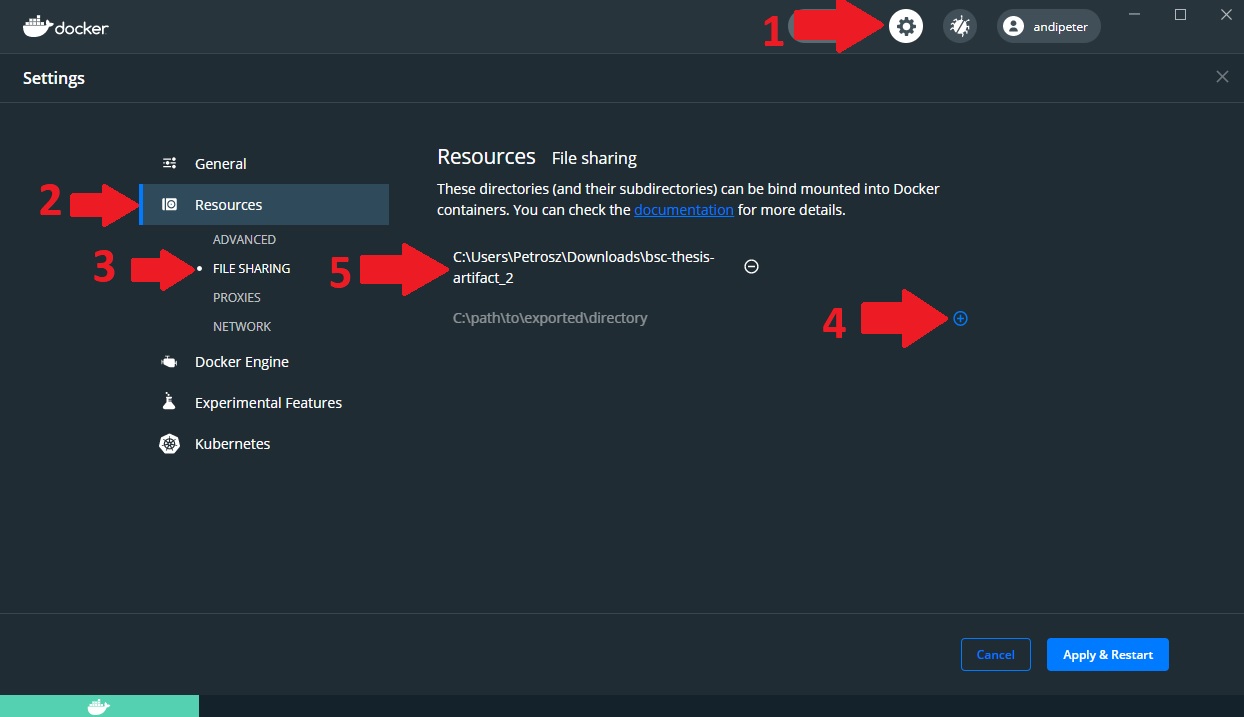 docker
1
andipeter
Settings
General
2
Resources
ADVANCED
3
FILE SHARING
PROXIES
NETWORK
Docker Engine
Experimental Features
Kubernetes
Resources File sharing
These directories (and their subdirectories) can be bind mounted into Docker
containers. You can check the documentation for more details.
5
C:\Users\Petrosz\Downloads\bsc-thesis-
artifact_2
C:\path\to\exported\directory
4
Cancel
Apply & Restart